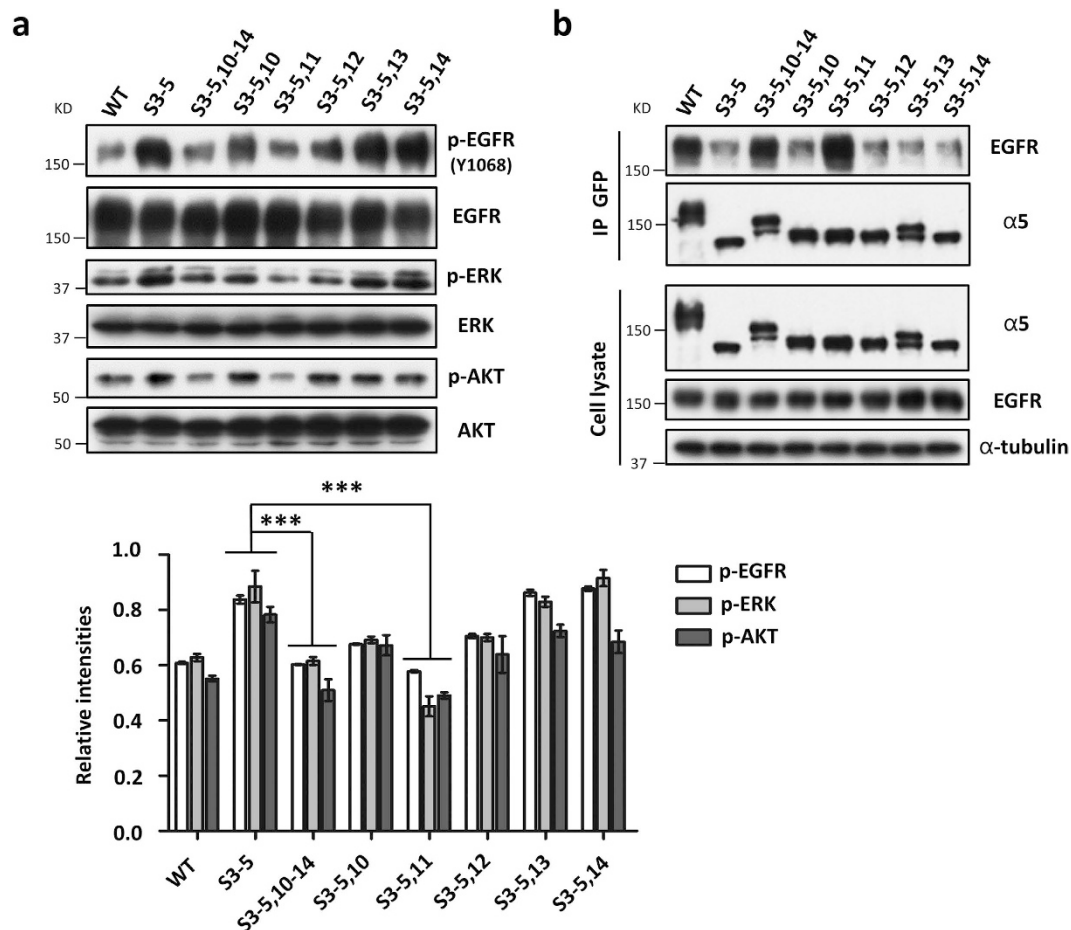 a
KD
WT
S3-5
S3-5,10-14
S3-5,10
S3-5,11
S3-5,12
S3-5,13
S3-5,14
150
p-EGFR
(Y1068)
150
EGFR
37
p-ERK
37
ERK
50
p-AKT
50
AKT
b
KD
WT
S3-5
S3-5,10-14
S3-5,10
S3-5,11
S3-5,12
S3-5,13
S3-5,14
IP GFP
150
EGFR
150
α5
Cell lysate
150
α5
150
EGFR
37
α-tubulin
***
***
Relative intensities
1.0
0.8
0.6
0.4
0.2
0.0
WT
S3-5
S3-5,10-14
S3-5,10
S3-5,11
S3-5,12
S3-5,13
S3-5,14
p-EGFR
p-ERK
p-AKT